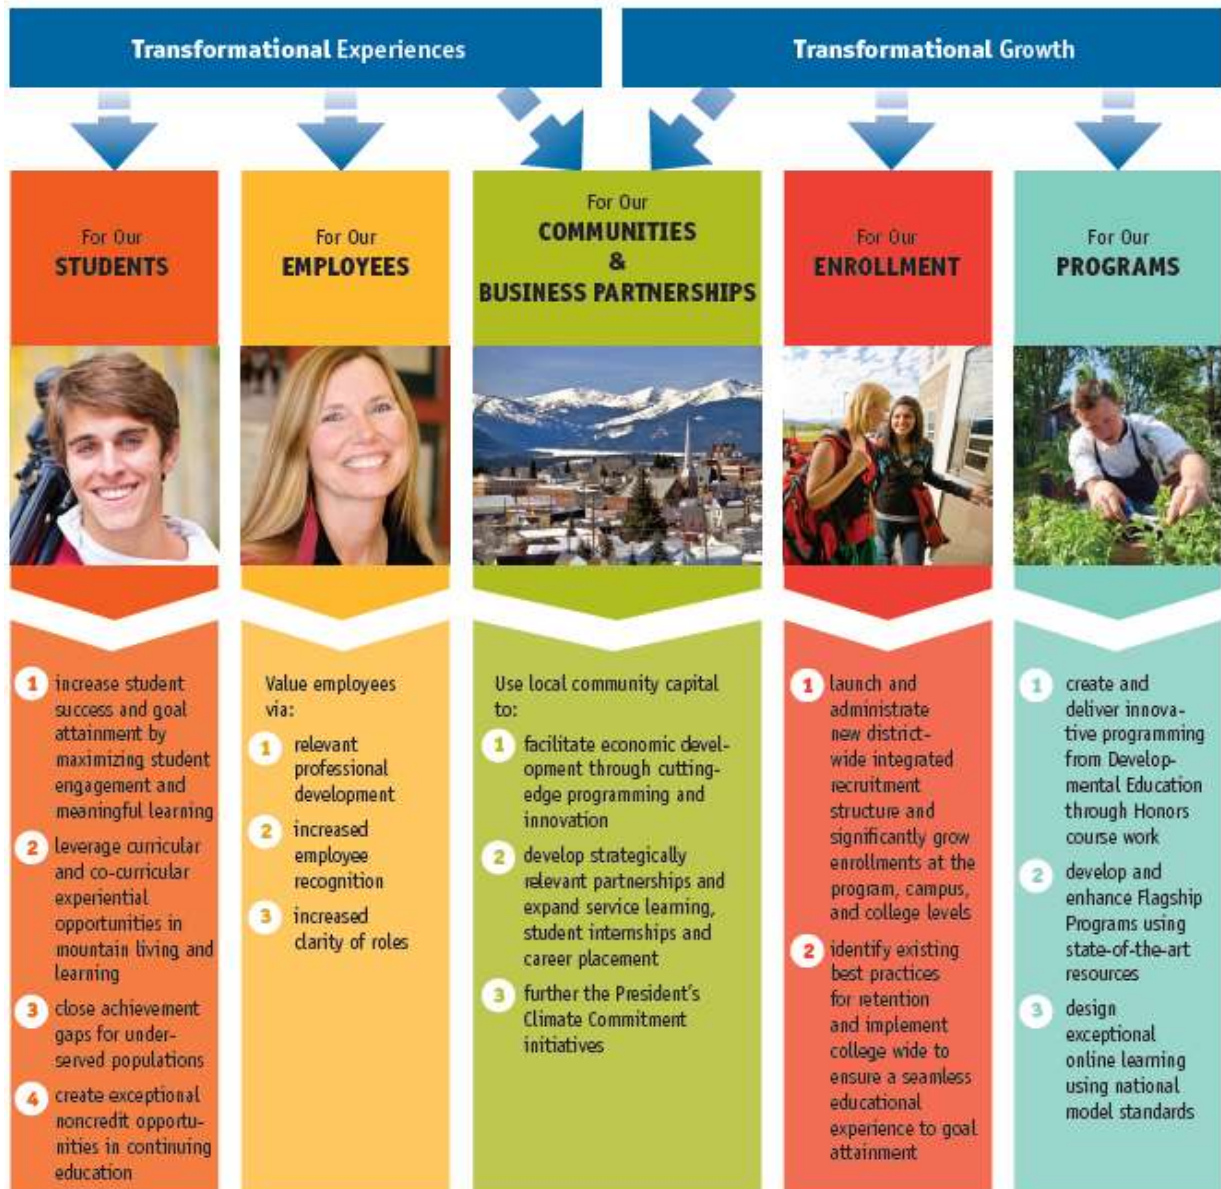 Transformational Experiences
Transformational Growth
For Our
STUDENTS
For Our
EMPLOYEES
For Our
COMMUNITIES
&
BUSINESS PARTNERSHIPS
For Our
ENROLLMENT
For Our
PROGRAMS
1 increase student
success and goal
attainment by
maximizing student
engagement and
meaningful learning
2 leverage curricular
and co-curricular
experiential
opportunities in
mountain living and
learning
3 close achievement
gaps for under-
served populations
4 create exceptional
noncredit opportu-
nities in continuing
education
Value employees
via:
1 relevant
professional
development
2 increased
employee
recognition
3 increased
clarity of roles
Use local community capital
to:
1 facilitate economic devel-
opment through cutting-
edge programming and
innovation
2 develop strategically
relevant partnerships and
expand service learning,
student internships and
career placement
3 further the President's
Climate Commitment
initiatives
1 launch and
administrate
new district-
wide integrated
recruitment
structure and
significantly grow
enrollments at the
program, campus,
and college levels
2 identify existing
best practices
for retention
and implement
college wide to
ensure a seamless
educational
experience to goal
attainment
1 create and
deliver innova-
tive programming
from Develop-
mental Education
through Honors
course work
2 develop and
enhance Flagship
Programs using
state-of-the-art
resources
3 design
exceptional
online learning
using national
model standards